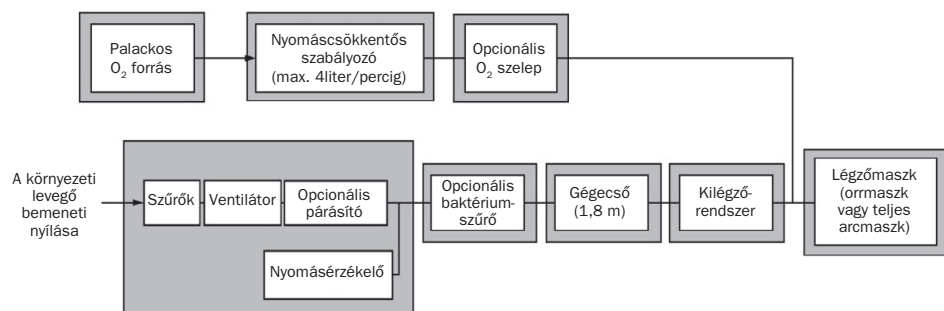 Palackos
O₂ forrás
Nyomáscsökkentős
szabályozó
(max. 4liter/percig)
Opcionális
O₂ szelep
A környezeti
levegő
bemeneti
nyílása
Szűrők
Ventilátor
Opcionális
párásító
Nyomásérzékelő
Opcionális
baktérium-
szűrő
Gégecső
(1,8 m)
Kilégző-
rendszer
Légzőmaszk
(orrmaszk
vagy teljes
arcmaszk)